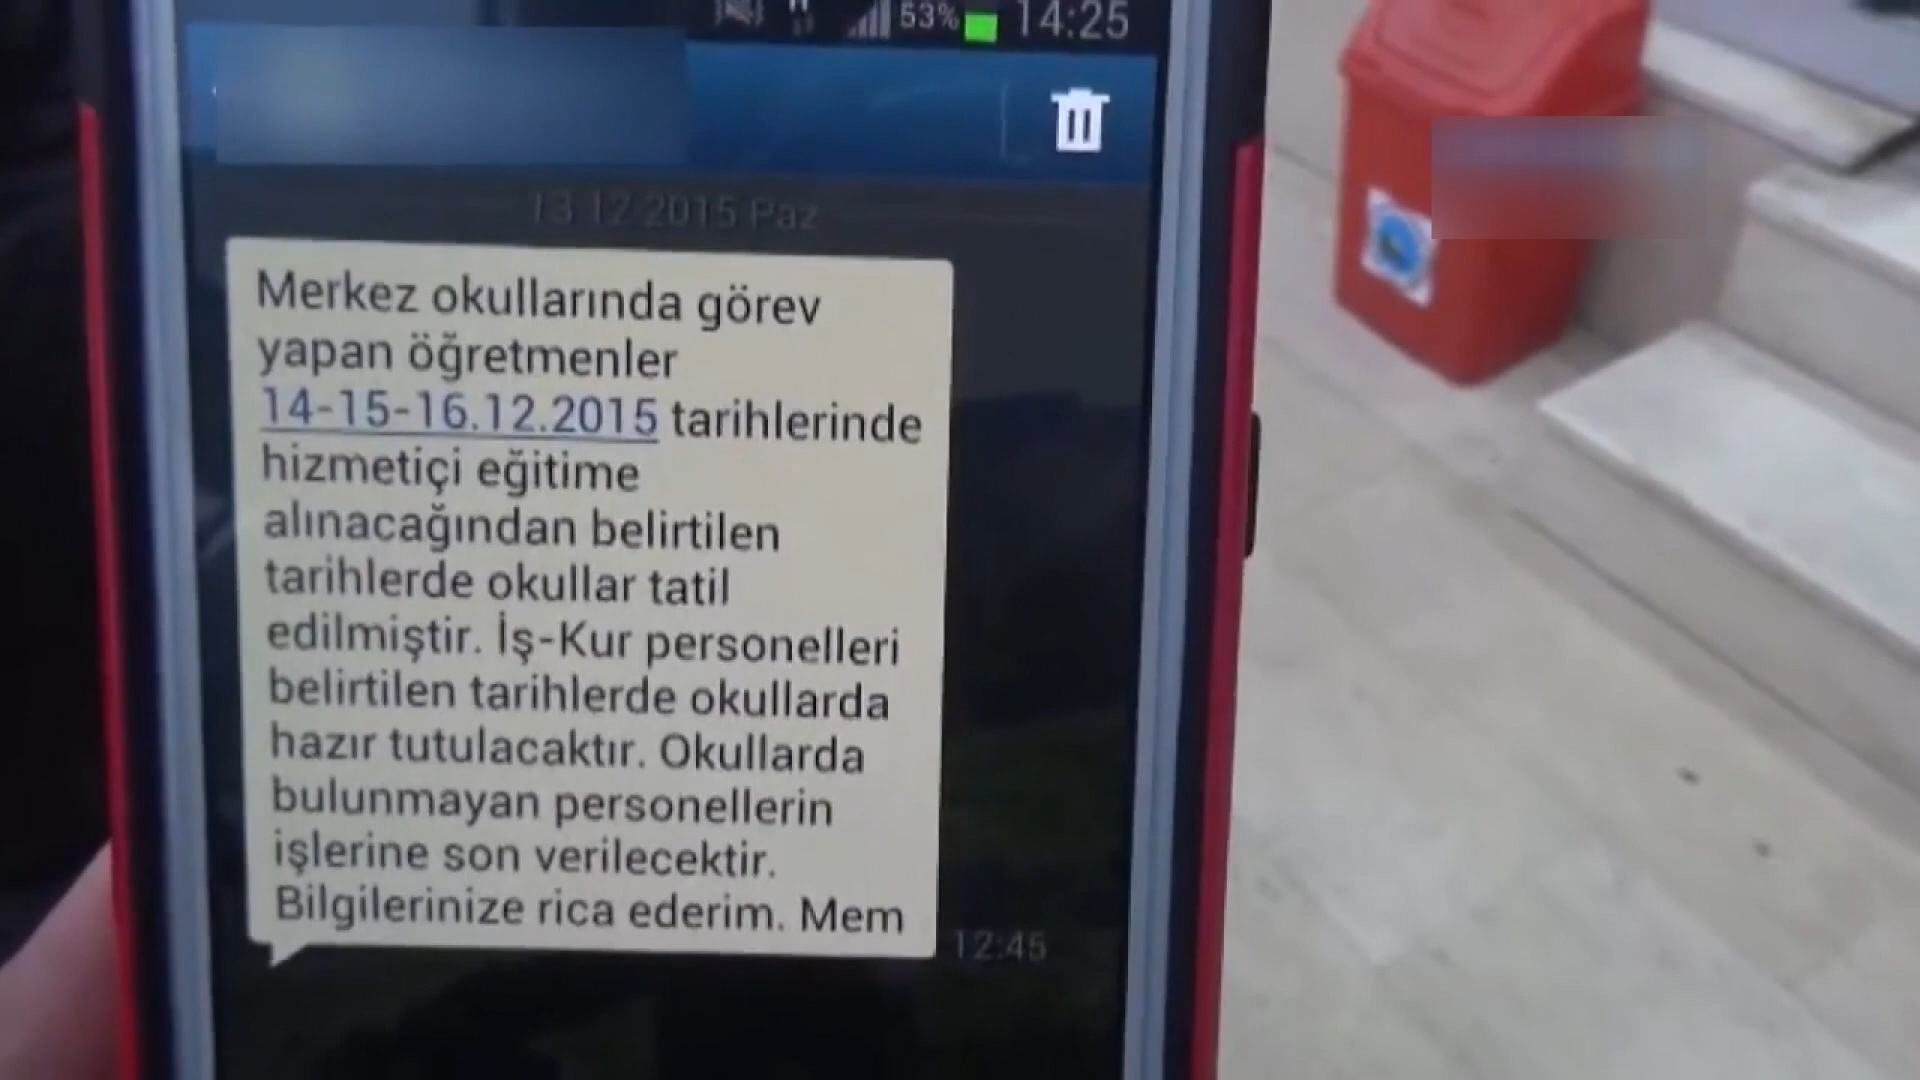 53% 14:25
13.12.2015 Paz
Merkez okullarında görev
yapan öğretmenler
14-15-16.12.2015 tarihlerinde
hizmetiçi eğitime
alınacağından belirtilen
tarihlerde okullar tatil
edilmiştir. İş-Kur personelleri
belirtilen tarihlerde okullarda
hazır tutulacaktır. Okullarda
bulunmayan personellerin
işlerine son verilecektir.
Bilgilerinize rica ederim. Mem
12:45